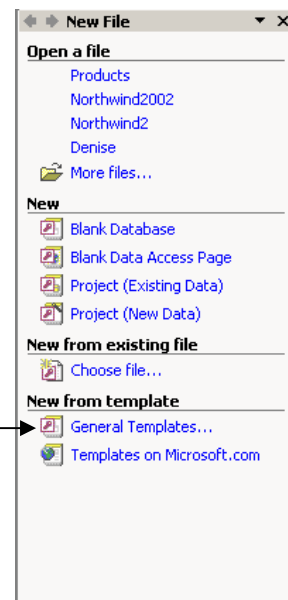 New File
Open a file
Products
Northwind2002
Northwind2
Denise
More files...
New
Blank Database
Blank Data Access Page
Project (Existing Data)
Project (New Data)
New from existing file
Choose file...
New from template
General Templates...
Templates on Microsoft.com